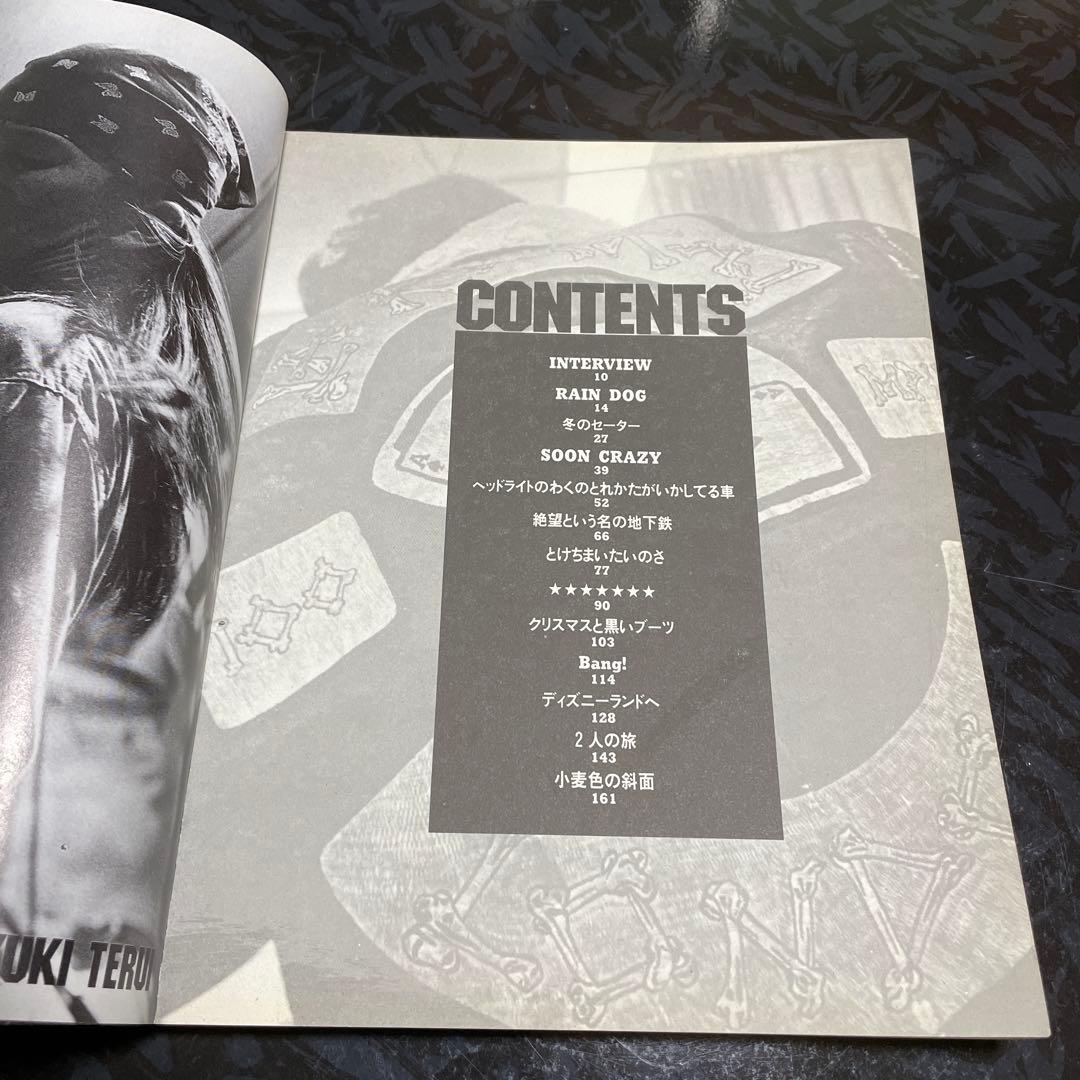 CONTENTS
INTERVIEW
10
RAIN DOG
14
冬のセーター
27
SOON CRAZY
39
ヘッドライトのわくのとれかたがいかしてる車
52
絶望という名の地下鉄
66
とけちまいたいのさ
77
★★★★★★★
90
クリスマスと黒いブーツ
103
Bang!
114
ディズニーランドへ
128
2人の旅
143
小麦色の斜面
161
UKI TERUI